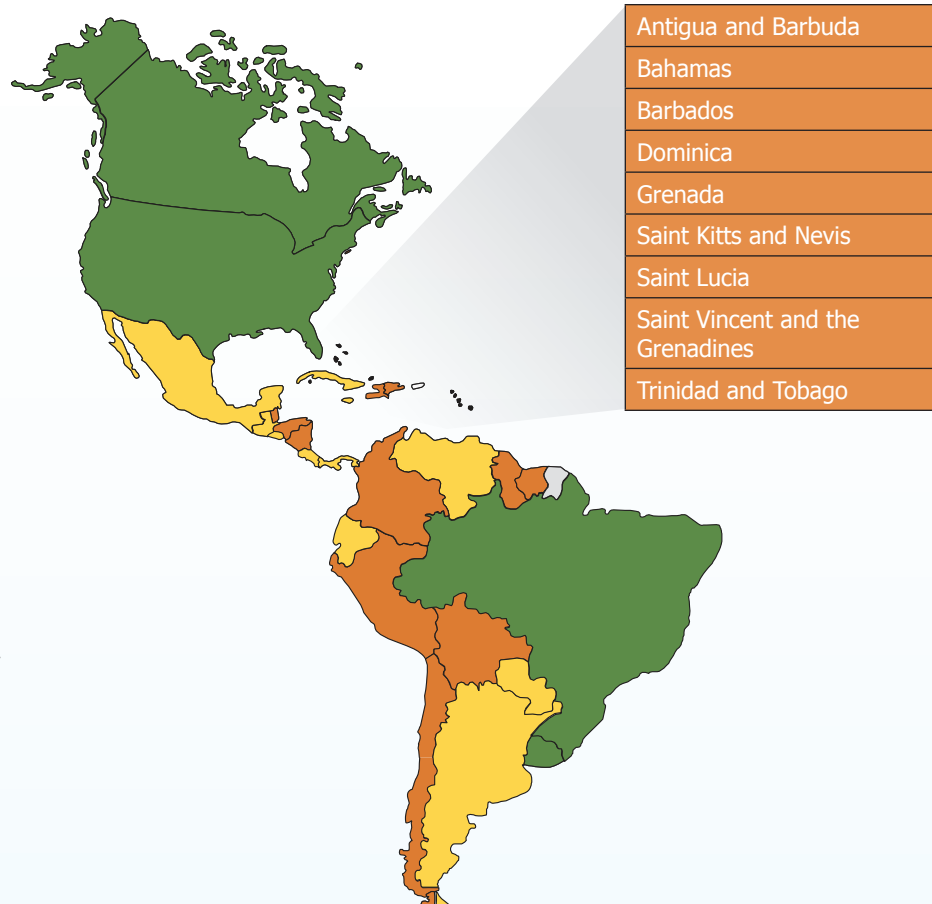 Antigua and Barbuda
Bahamas
Barbados
Dominica
Grenada
Saint Kitts and Nevis
Saint Lucia
Saint Vincent and the
Grenadines
Trinidad and Tobago